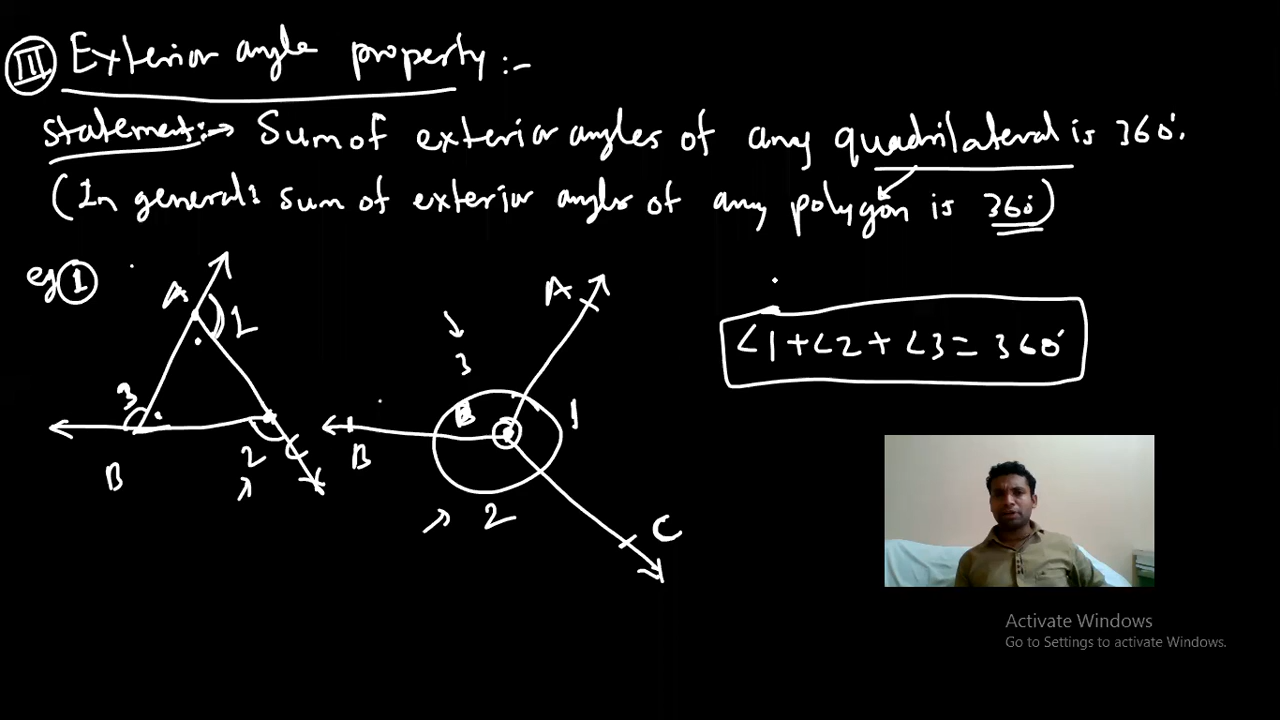 III Exterior angle property :-
Statement:→ Sum of exterior angles of any quadrilateral is 360°.
(In general: sum of exterior angles of any polygon is 360°)
eg 1
A 1
3
B 2 C
A
3
1
B
2 C
∠1+∠2+∠3=360°
Activate Windows
Go to Settings to activate Windows.